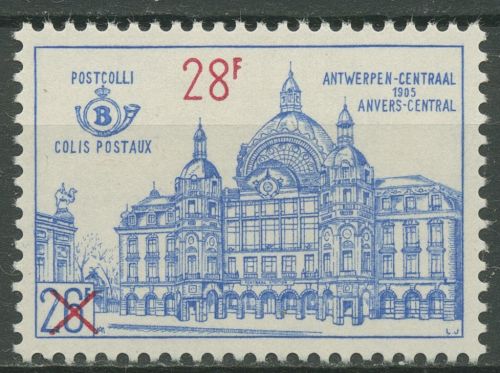 POSTCOLLI
B
COLIS POSTAUX
28F
ANTWERPEN-CENTRAAL
1905
ANVERS-CENTRAL
26F
L.J